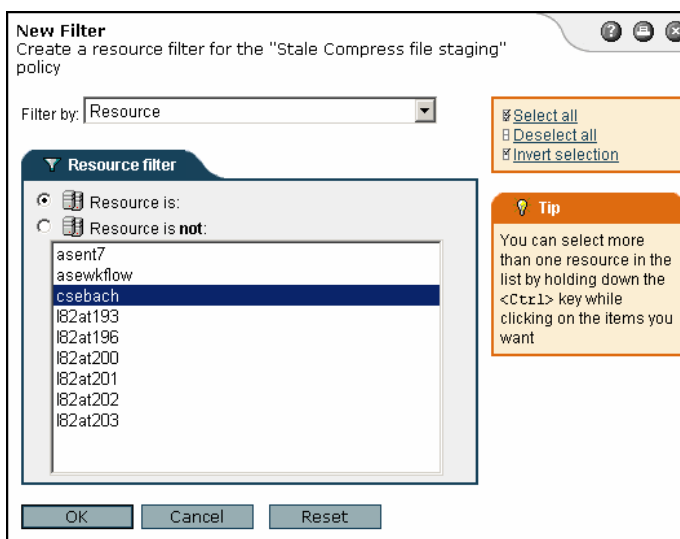 New Filter
Create a resource filter for the "Stale Compress file staging"
policy
Filter by: Resource
Resource filter
Resource is:
Resource is not:
asent7
asewkflow
csebach
l82at193
l82at196
l82at200
l82at201
l82at202
l82at203
OK Cancel Reset
Select all
Deselect all
Invert selection
Tip
You can select more
than one resource in the
list by holding down the
<Ctrl> key while
clicking on the items you
want